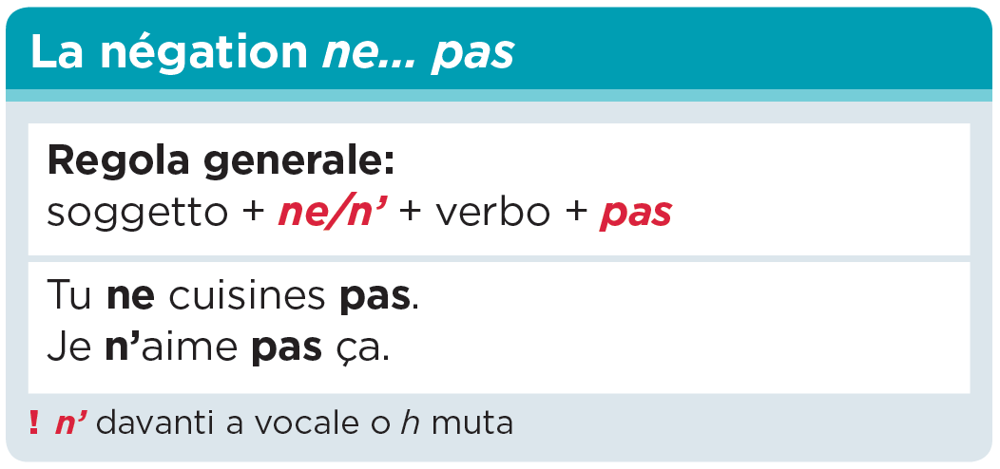 La négation ne... pas
Regola generale:
soggetto + ne/n’ + verbo + pas
Tu ne cuisines pas.
Je n’aime pas ça.
! n’ davanti a vocale o h muta